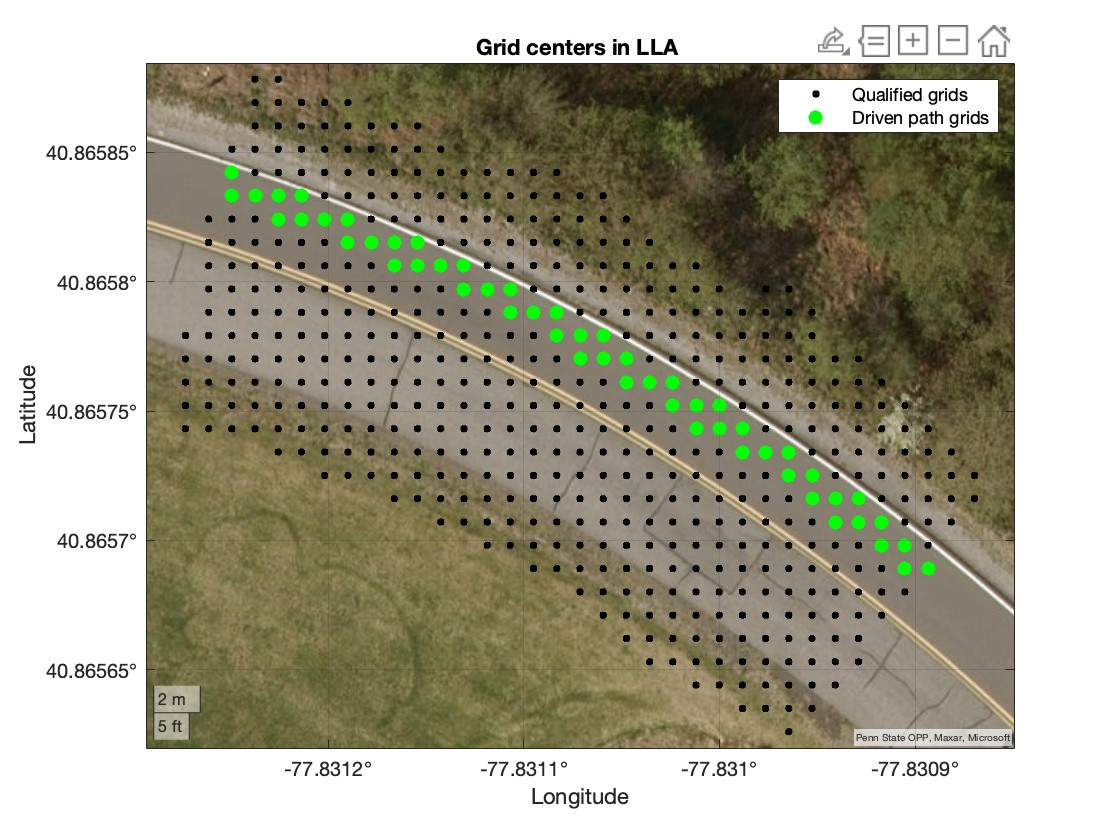 Grid centers in LLA
Qualified grids
Driven path grids
40.86585°
40.8658°
40.86575°
40.8657°
40.86565°
Latitude
2 m
5 ft
Penn State OPP, Maxar, Microsoft
-77.8312°
-77.8311°
-77.831°
-77.8309°
Longitude